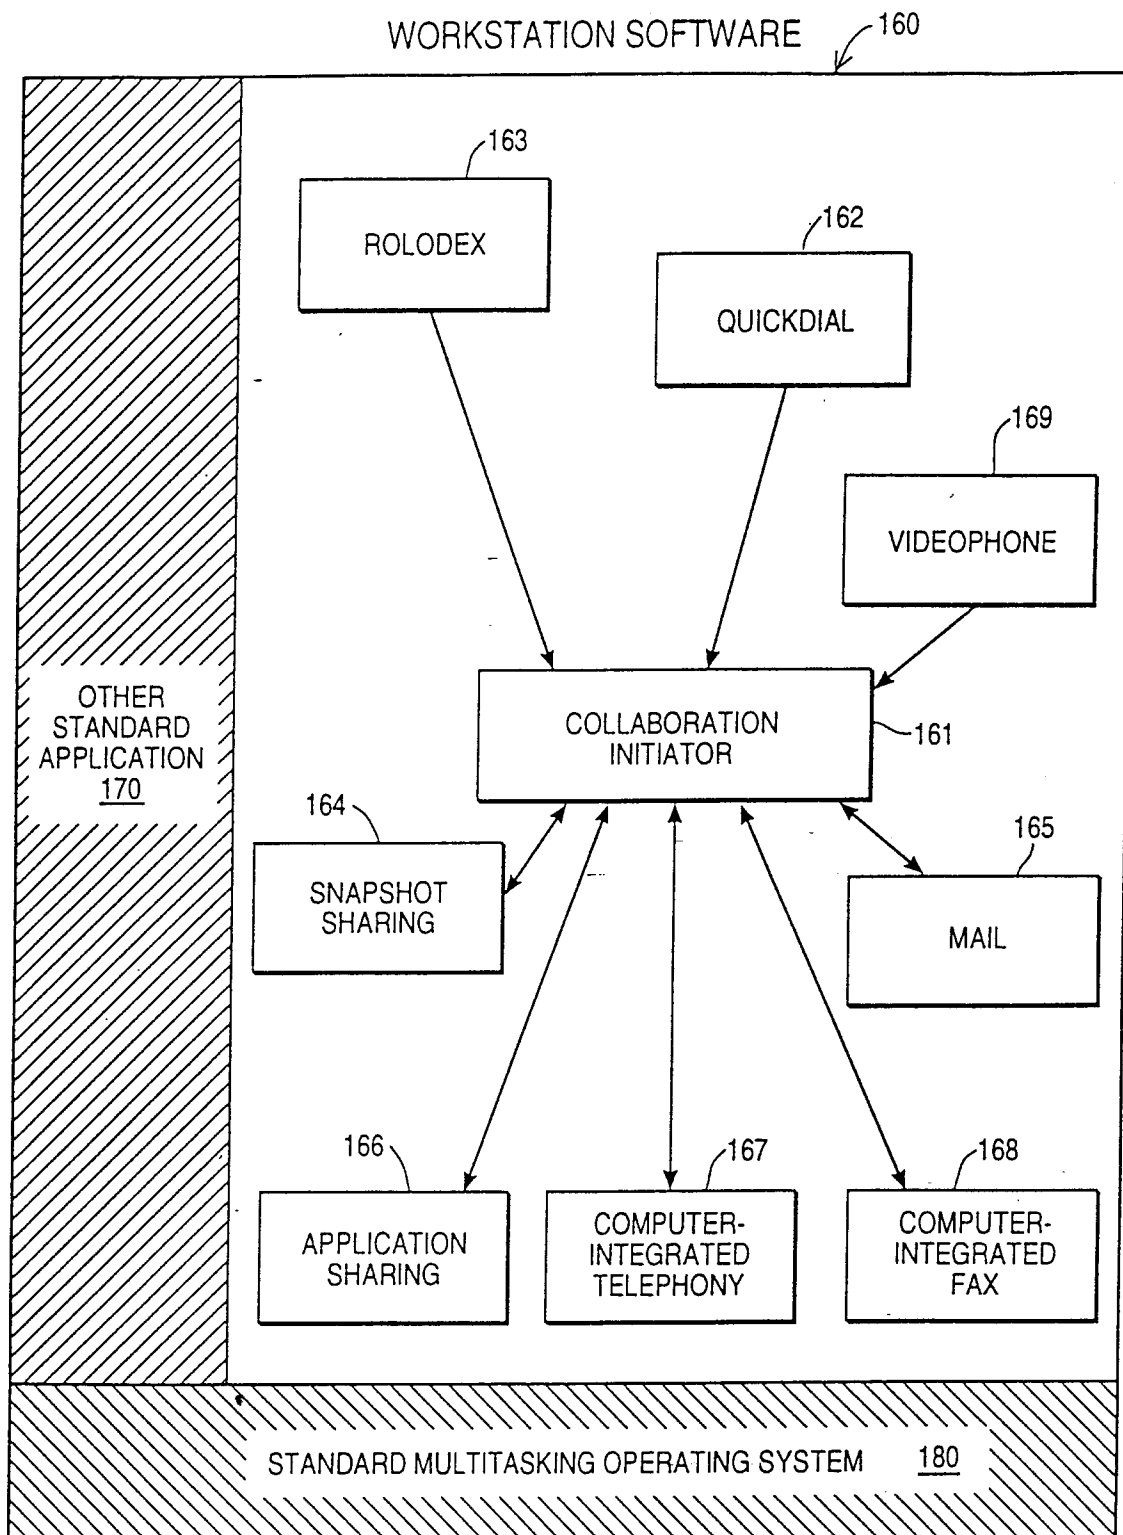 WORKSTATION SOFTWARE
160
163
ROLODEX
162
QUICKDIAL
169
VIDEOPHONE
OTHER
STANDARD
APPLICATION
170
COLLABORATION
INITIATOR
161
164
SNAPSHOT
SHARING
165
MAIL
166
APPLICATION
SHARING
167
COMPUTER-
INTEGRATED
TELEPHONY
168
COMPUTER-
INTEGRATED
FAX
STANDARD MULTITASKING OPERATING SYSTEM 180